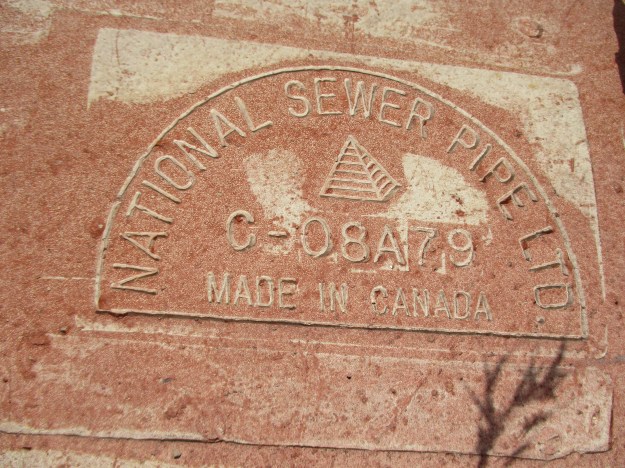 NATIONAL SEWER PIPE LTD.
C-08A79
MADE IN CANADA